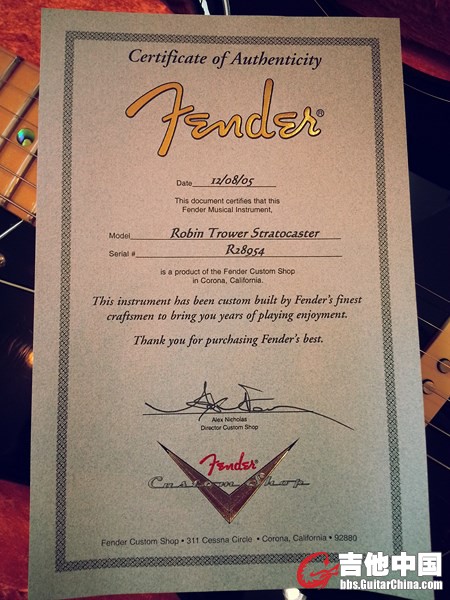 Certificate of Authenticity
Fender®
Date 12/08/05
This document certifies that this
Fender Musical Instrument,
Model Robin Trower Stratocaster
Serial # R28954
is a product of the Fender Custom Shop
in Corona, California.
This instrument has been custom built by Fender's finest
craftsmen to bring you years of playing enjoyment.
Thank you for purchasing Fender's best.
Alex Nicholas
Director Custom Shop
Fender
Custom Shop
Fender Custom Shop • 311 Cessna Circle • Corona, California • 92880
吉他中国
bbs.GuitarChina.com